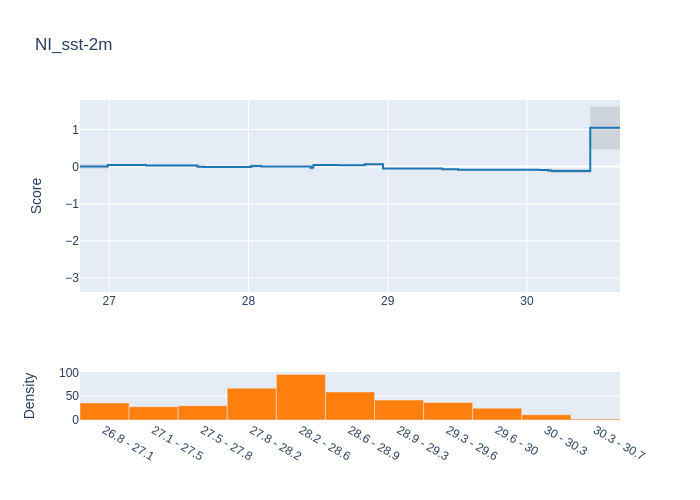 NI_sst-2m
Score
1
0
−1
−2
−3
27
28
29
30
Density
100
50
0
26.8 - 27.1
27.1 - 27.5
27.5 - 27.8
27.8 - 28.2
28.2 - 28.6
28.6 - 28.9
28.9 - 29.3
29.3 - 29.6
29.6 - 30
30 - 30.3
30.3 - 30.7